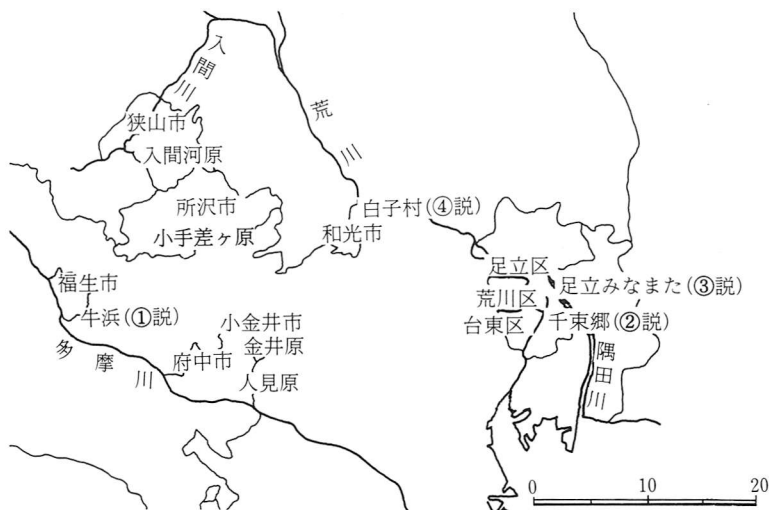 入間川
荒川
狭山市
入間河原
所沢市
小手差ヶ原
白子村(④説)
和光市
足立区
足立みなまた(③説)
荒川区
台東区
千束郷(②説)
隅田川
福生市
牛浜(①説)
小金井市
金井原
府中市
人見原
多摩川
0 10 20